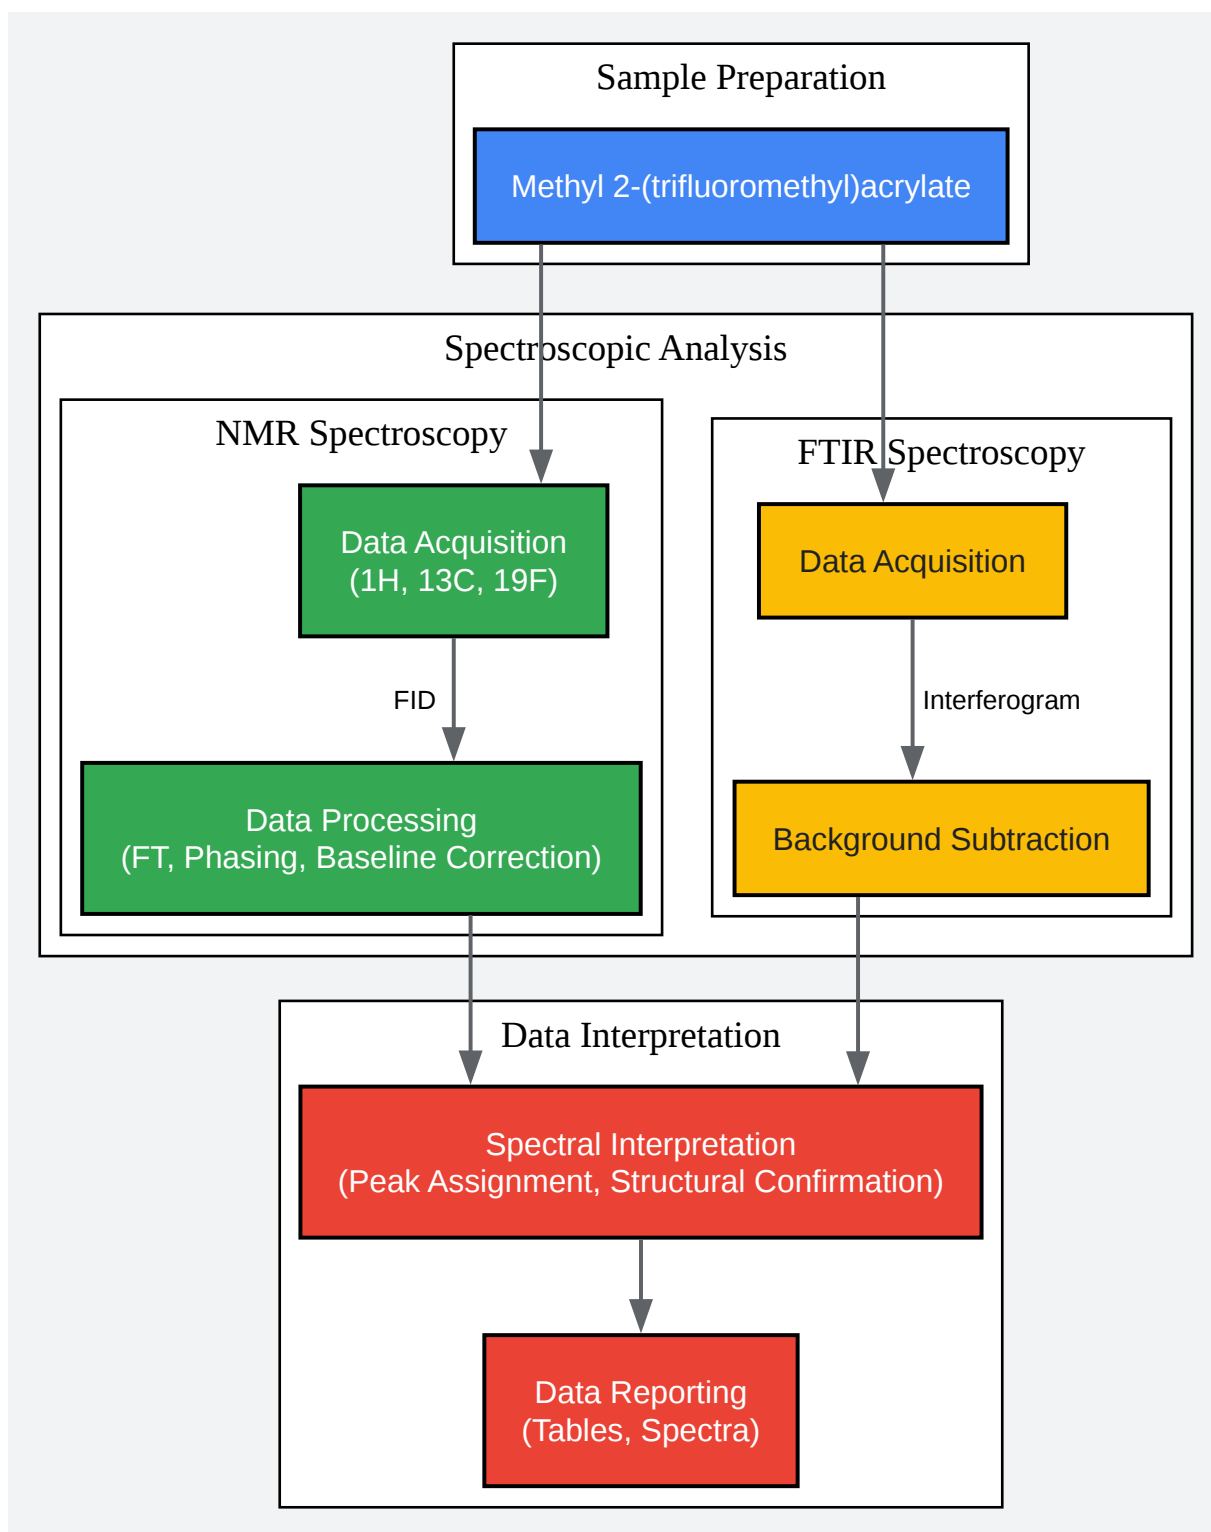 Sample Preparation
Methyl 2-(trifluoromethyl)acrylate
Spectroscopic Analysis
NMR Spectroscopy
Data Acquisition
(1H, 13C, 19F)
FID
Data Processing
(FT, Phasing, Baseline Correction)
FTIR Spectroscopy
Data Acquisition
Interferogram
Background Subtraction
Data Interpretation
Spectral Interpretation
(Peak Assignment, Structural Confirmation)
Data Reporting
(Tables, Spectra)